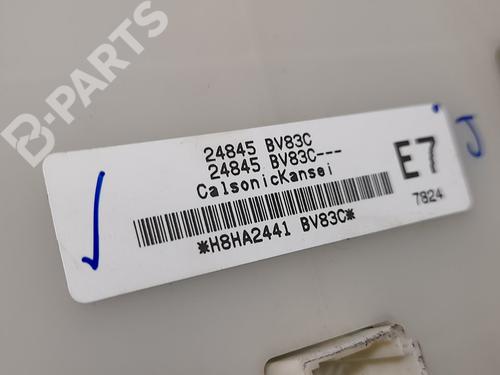 B-PARTS
24845 BV83C
24845 BV83C---
CalsonicKansei
E7
7824
*H8HA2441 BV83C*
J